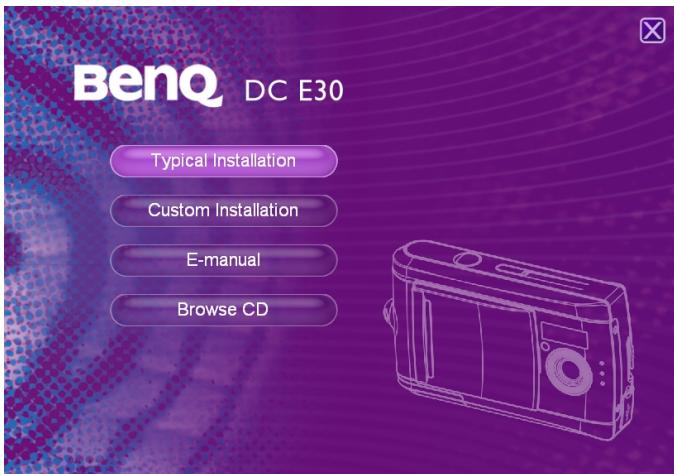 BenQ DC E30
Typical Installation
Custom Installation
E-manual
Browse CD